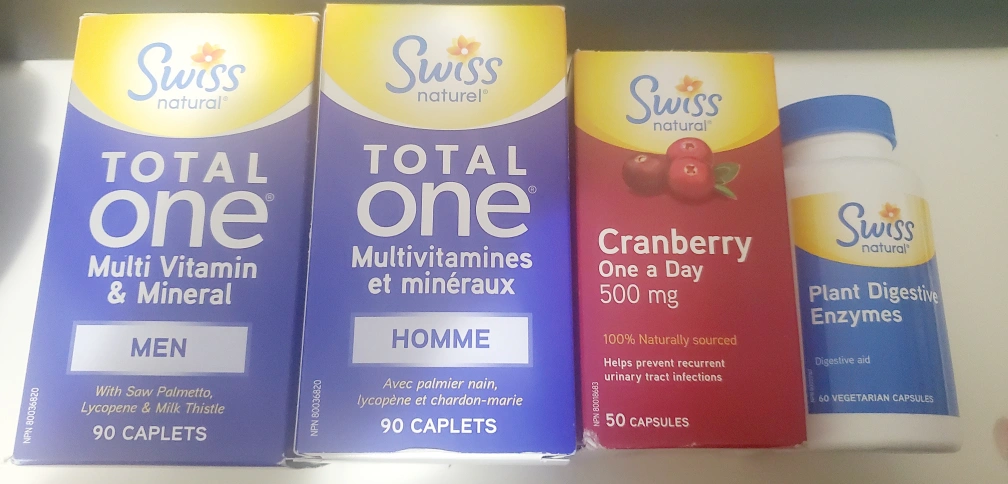 Swiss
natural®
TOTAL
one®
Multi Vitamin
& Mineral
MEN
With Saw Palmetto,
Lycopene & Milk Thistle
90 CAPLETS
NPN 80036820
Swiss
naturel®
TOTAL
one®
Multivitamines
et minéraux
HOMME
Avec palmier nain,
lycopène et chardon-marie
90 CAPLETS
NPN 80036820
Swiss
natural®
Cranberry
One a Day
500 mg
100% Naturally sourced
Helps prevent recurrent
urinary tract infections
50 CAPSULES
NPN 80018683
Swiss
natural®
Plant Digestive
Enzymes
Digestive aid
60 VEGETARIAN CAPSULES